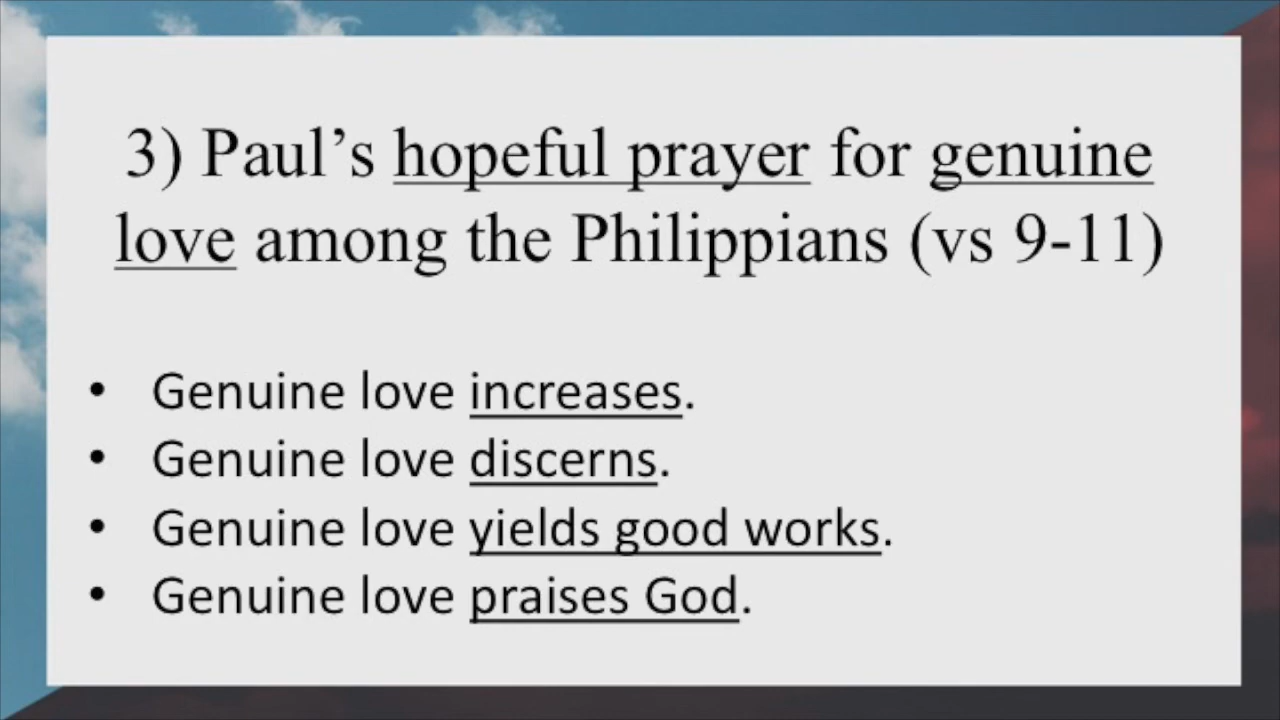 3) Paul’s hopeful prayer for genuine
love among the Philippians (vs 9-11)
• Genuine love increases.
• Genuine love discerns.
• Genuine love yields good works.
• Genuine love praises God.